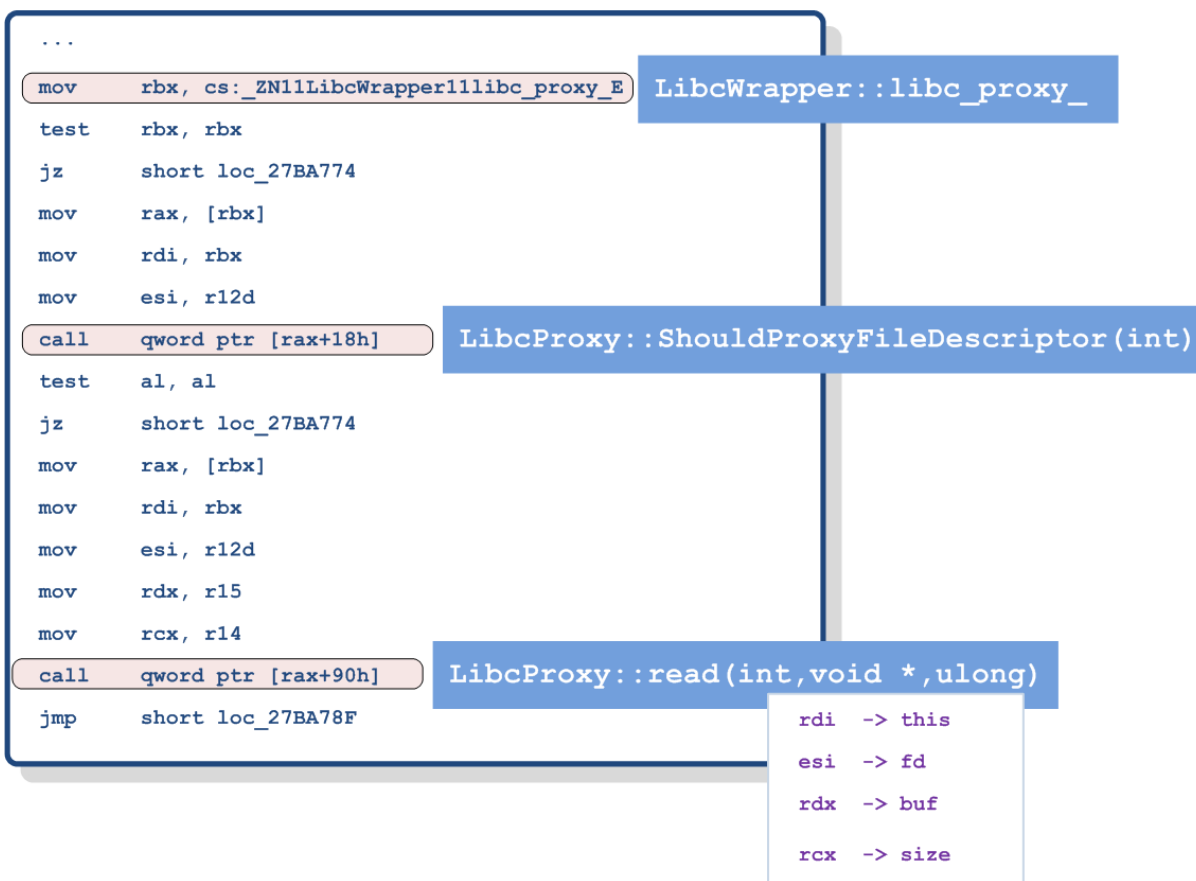 ...
mov rbx, cs:_ZN11LibcWrapper11libc_proxy_E LibcWrapper::libc_proxy_
test rbx, rbx
jz short loc_27BA774
mov rax, [rbx]
mov rdi, rbx
mov esi, r12d
call qword ptr [rax+18h] LibcProxy::ShouldProxyFileDescriptor(int)
test al, al
jz short loc_27BA774
mov rax, [rbx]
mov rdi, rbx
mov esi, r12d
mov rdx, r15
mov rcx, r14
call qword ptr [rax+90h] LibcProxy::read(int,void *,ulong)
jmp short loc_27BA78F
rdi -> this
esi -> fd
rdx -> buf
rcx -> size